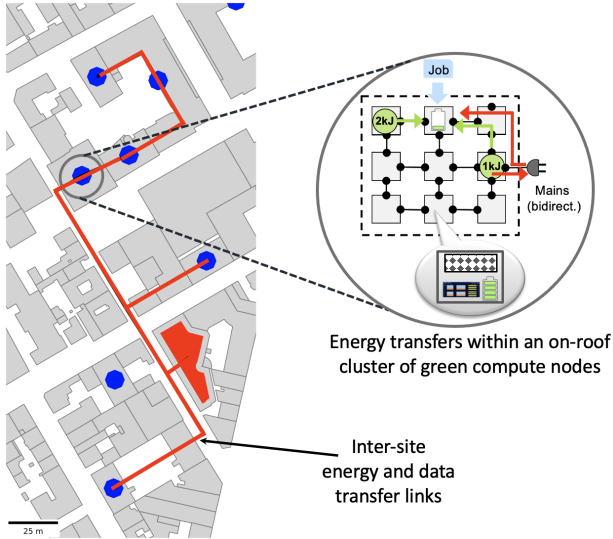 Job
2kJ
1kJ
Mains
(bidirect.)
Energy transfers within an on-roof
cluster of green compute nodes
Inter-site
energy and data
transfer links
25 m